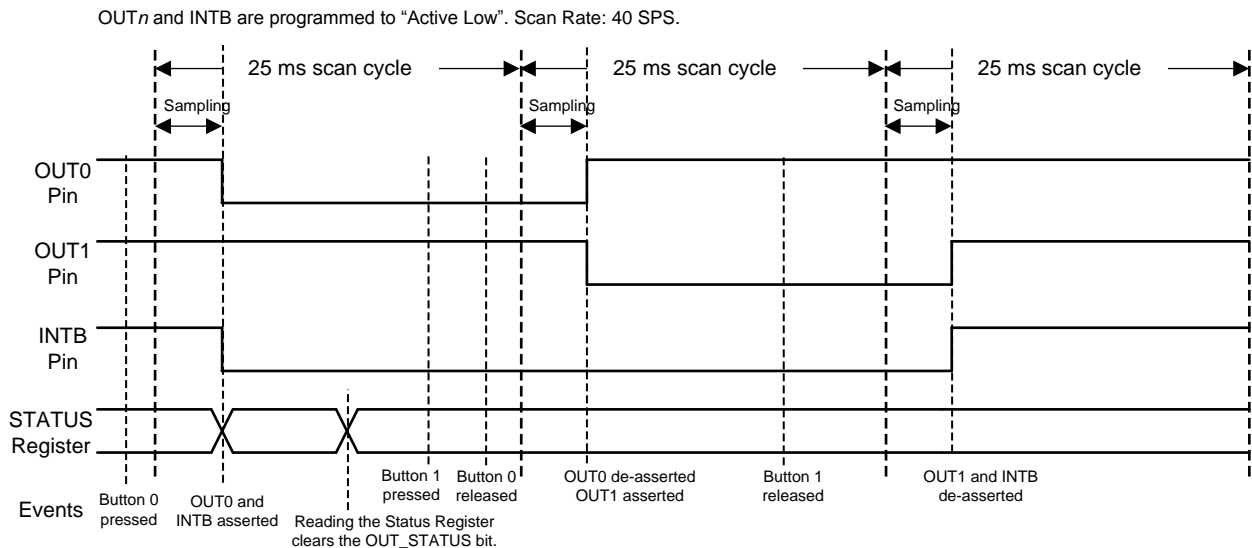 OUTn and INTB are programmed to “Active Low”. Scan Rate: 40 SPS.
25 ms scan cycle
25 ms scan cycle
25 ms scan cycle
Sampling
Sampling
Sampling
OUT0
Pin
OUT1
Pin
INTB
Pin
STATUS
Register
Events
Button 0
pressed
OUT0 and
INTB asserted
Reading the Status Register
clears the OUT_STATUS bit.
Button 1
pressed
Button 0
released
OUT0 de-asserted
OUT1 asserted
Button 1
released
OUT1 and INTB
de-asserted